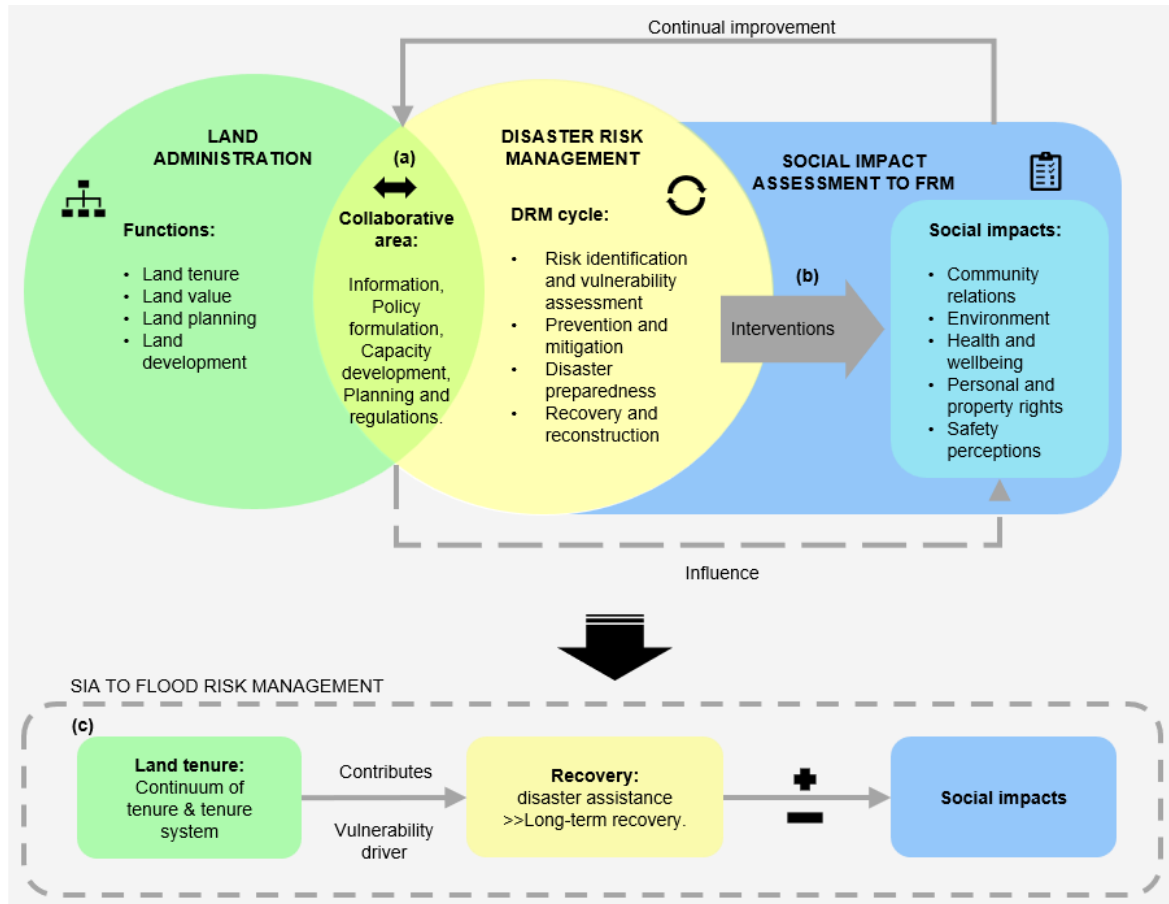 Continual improvement
LAND
ADMINISTRATION
Functions:
• Land tenure
• Land value
• Land planning
• Land
development
(a)
Collaborative
area:
Information,
Policy
formulation,
Capacity
development,
Planning and
regulations.
DISASTER RISK
MANAGEMENT
DRM cycle:
• Risk identification
and vulnerability
assessment
• Prevention and
mitigation
• Disaster
preparedness
• Recovery and
reconstruction
(b)
Interventions
SOCIAL IMPACT
ASSESSMENT TO FRM
Social impacts:
• Community
relations
• Environment
• Health and
wellbeing
• Personal and
property rights
• Safety
perceptions
Influence
SIA TO FLOOD RISK MANAGEMENT
(c)
Land tenure:
Continuum of
tenure & tenure
system
Contributes
Vulnerability
driver
Recovery:
disaster assistance
>>Long-term recovery.
Social impacts